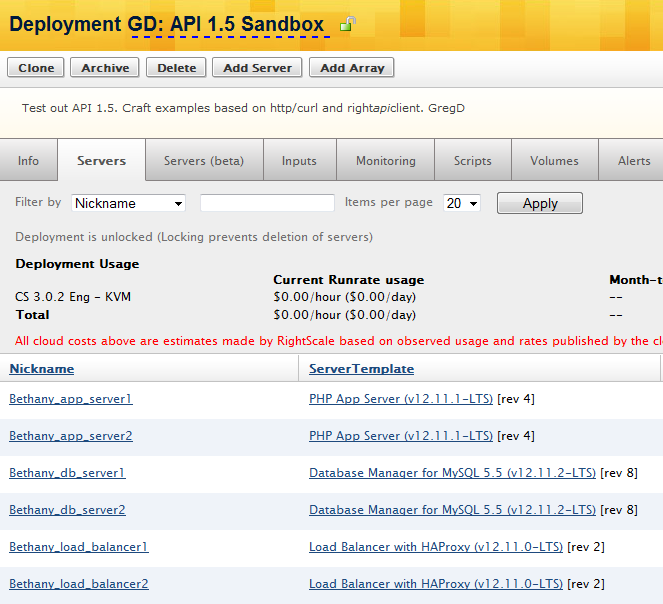 Deployment GD: API 1.5 Sandbox
Clone Archive Delete Add Server Add Array
Test out API 1.5. Craft examples based on http/curl and rightapiclient. GregD
Info Servers Servers (beta) Inputs Monitoring Scripts Volumes Alerts
Filter by Nickname Items per page 20 Apply
Deployment is unlocked (Locking prevents deletion of servers)
Deployment Usage
Current Runrate usage Month-t
CS 3.0.2 Eng - KVM $0.00/hour ($0.00/day) --
Total $0.00/hour ($0.00/day) --
All cloud costs above are estimates made by RightScale based on observed usage and rates published by the cl
Nickname ServerTemplate
Bethany_app_server1 PHP App Server (v12.11.1-LTS) [rev 4]
Bethany_app_server2 PHP App Server (v12.11.1-LTS) [rev 4]
Bethany_db_server1 Database Manager for MySQL 5.5 (v12.11.2-LTS) [rev 8]
Bethany_db_server2 Database Manager for MySQL 5.5 (v12.11.2-LTS) [rev 8]
Bethany_load_balancer1 Load Balancer with HAProxy (v12.11.0-LTS) [rev 2]
Bethany_load_balancer2 Load Balancer with HAProxy (v12.11.0-LTS) [rev 2]